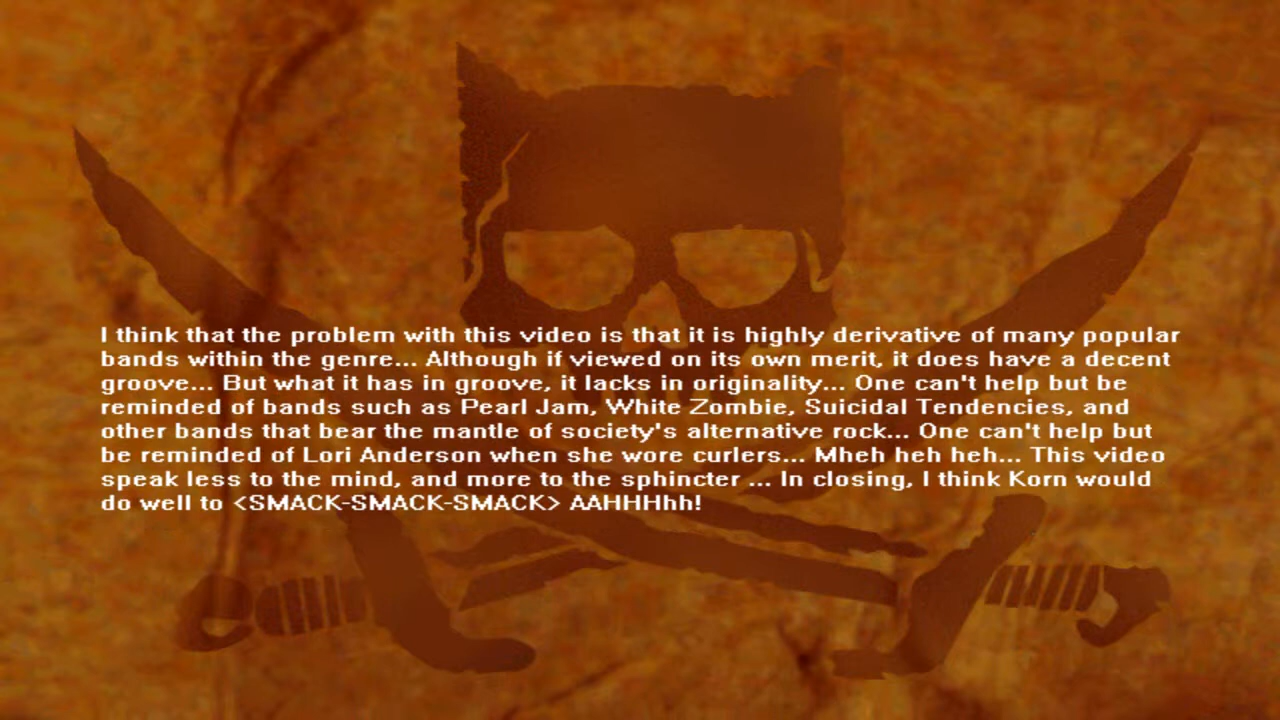 I think that the problem with this video is that it is highly derivative of many popular
bands within the genre... Although if viewed on its own merit, it does have a decent
groove... But what it has in groove, it lacks in originality... One can't help but be
reminded of bands such as Pearl Jam, White Zombie, Suicidal Tendencies, and
other bands that bear the mantle of society's alternative rock... One can't help but
be reminded of Lori Anderson when she wore curlers... Mheh heh heh... This video
speak less to the mind, and more to the sphincter ... In closing, I think Korn would
do well to <SMACK-SMACK-SMACK> AAHHHhh!